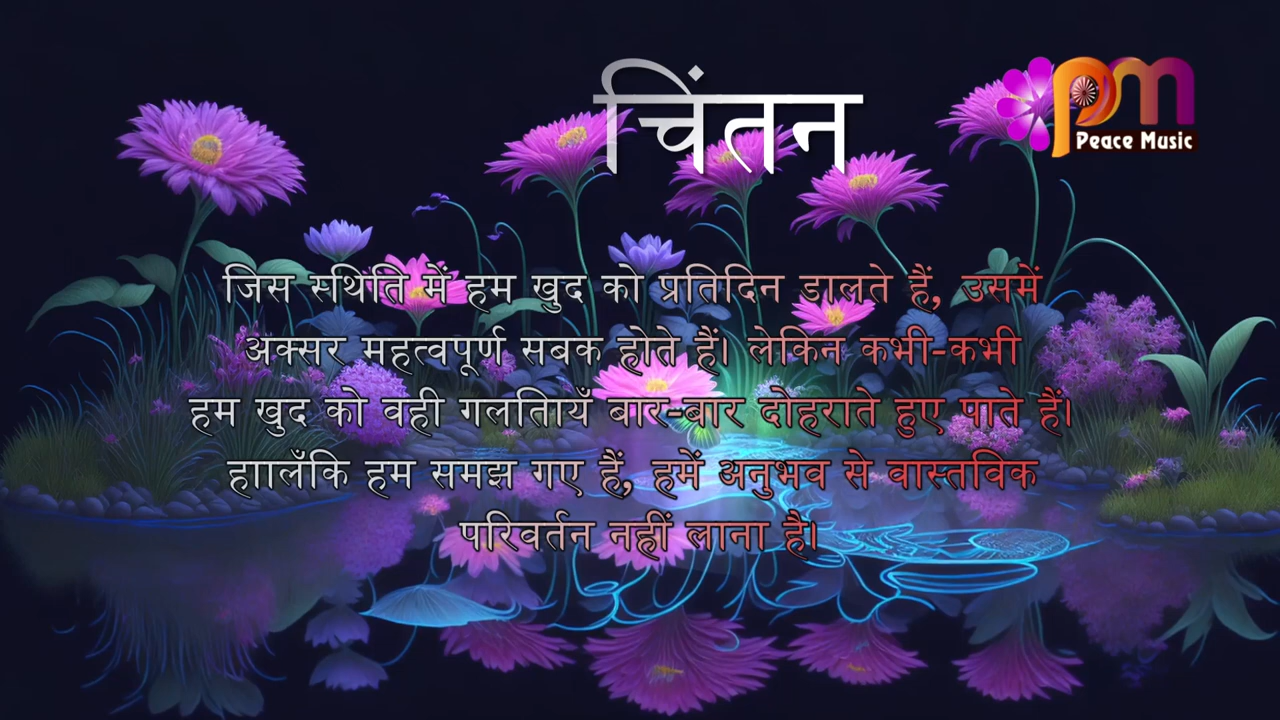 चिंतन
pm
Peace Music
जिस स्थिति में हम खुद को प्रतिदिन डालते हैं, उसमें
अक्सर महत्वपूर्ण सबक होते हैं। लेकिन कभी-कभी
हम खुद को वही गलतिायँ बार-बार दोहराते हुए पाते हैं।
हाालँकि हम समझ गए हैं, हमें अनुभव से वास्तविक
परिवर्तन नहीं लाना है।